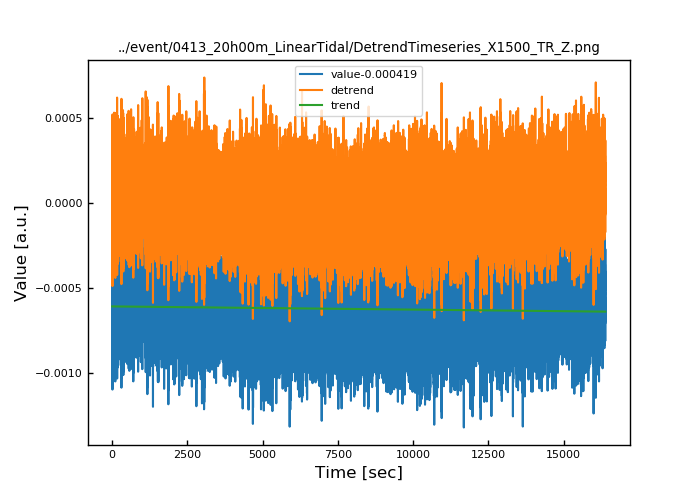 ../event/0413_20h00m_LinearTidal/DetrendTimeseries_X1500_TR_Z.png
value-0.000419
detrend
trend
0.0005
0.0000
−0.0005
−0.0010
Value [a.u.]
0
2500
5000
7500
10000
12500
15000
Time [sec]